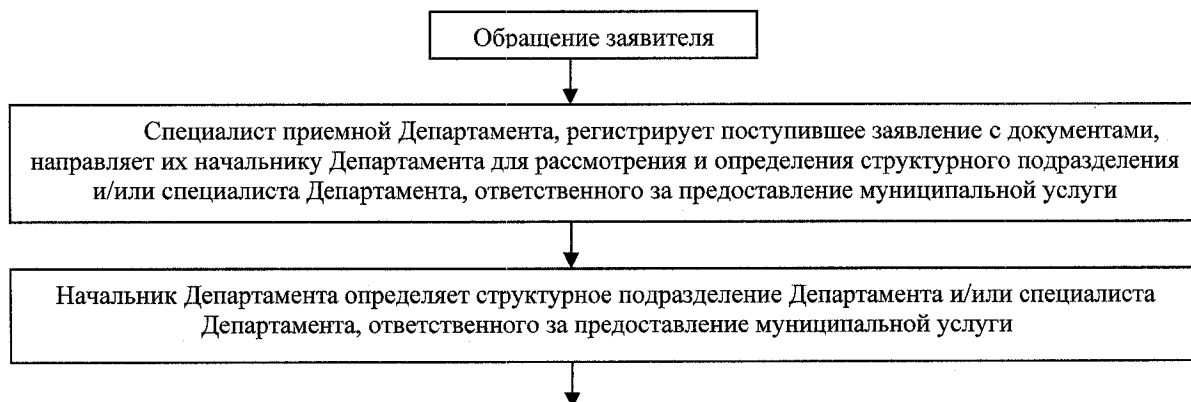 Обращение заявителя
Специалист приемной Департамента, регистрирует поступившее заявление с документами,
направляет их начальнику Департамента для рассмотрения и определения структурного подразделения
и/или специалиста Департамента, ответственного за предоставление муниципальной услуги
Начальник Департамента определяет структурное подразделение Департамента и/или специалиста
Департамента, ответственного за предоставление муниципальной услуги